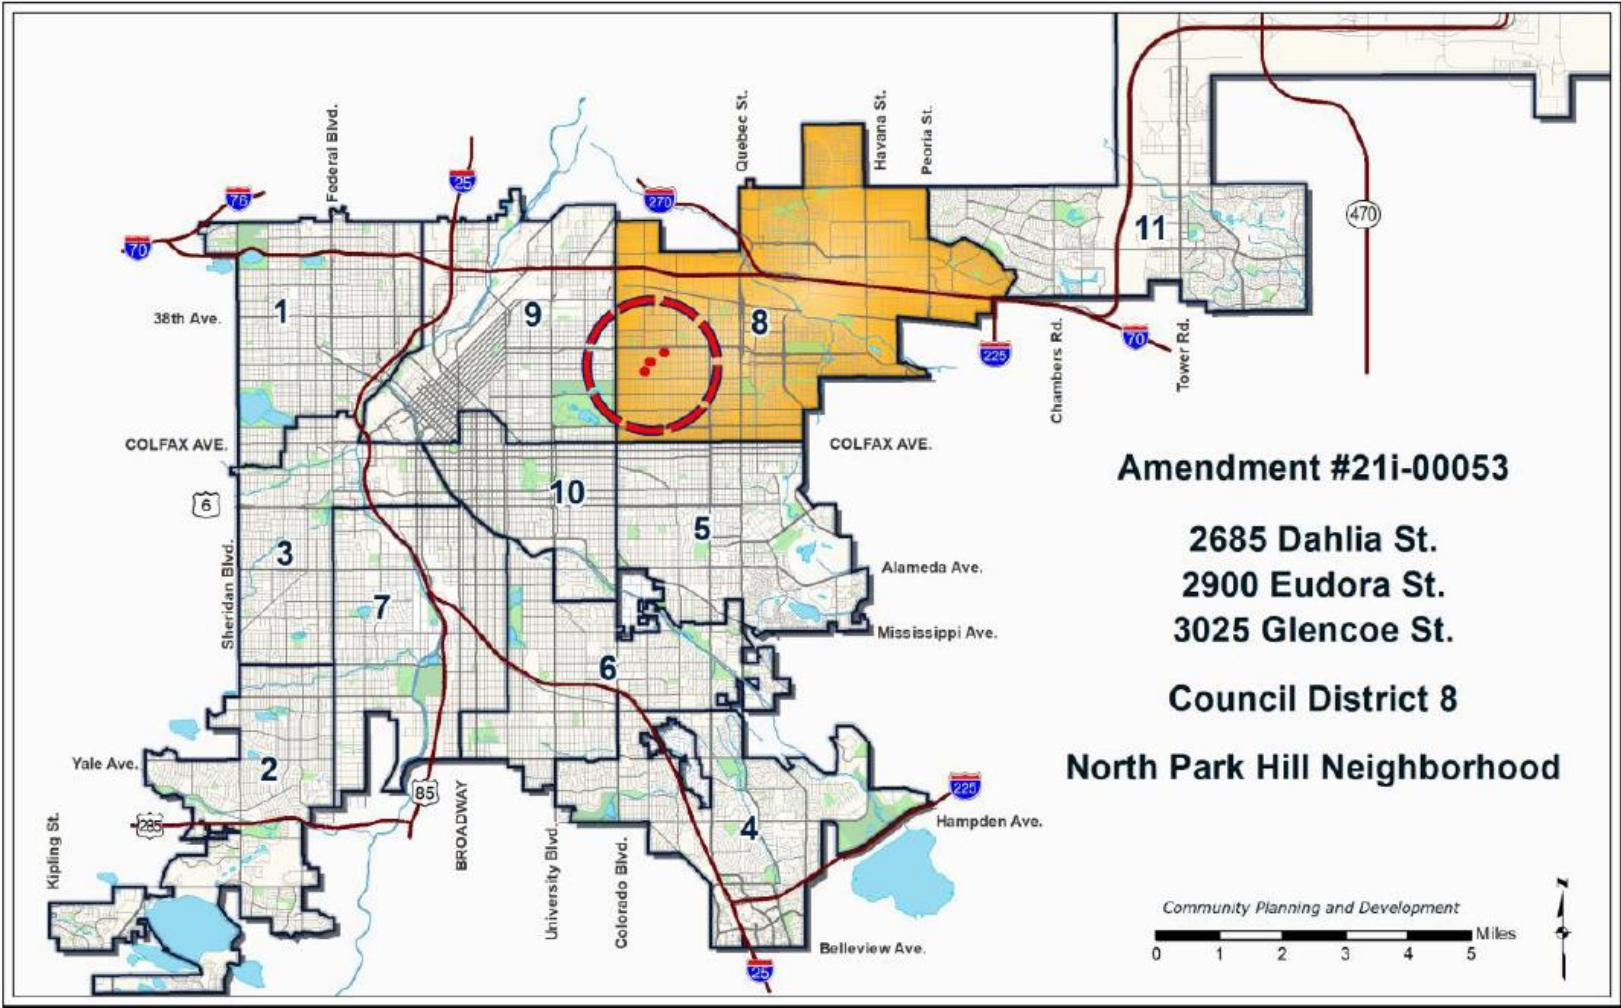 Federal Blvd.
Quebec St.
Havana St.
Peoria St.
76
25
270
70
470
11
1
9
8
38th Ave.
225
70
Chambers Rd.
Tower Rd.
COLFAX AVE.
COLFAX AVE.
6
10
5
3
7
Sheridan Blvd.
Alameda Ave.
Mississippi Ave.
6
Yale Ave.
2
85
285
BROADWAY
225
Hampden Ave.
4
Kipling St.
University Blvd.
Colorado Blvd.
Belleview Ave.
25
Amendment #21i-00053
2685 Dahlia St.
2900 Eudora St.
3025 Glencoe St.
Council District 8
North Park Hill Neighborhood
Community Planning and Development
Miles
0 1 2 3 4 5